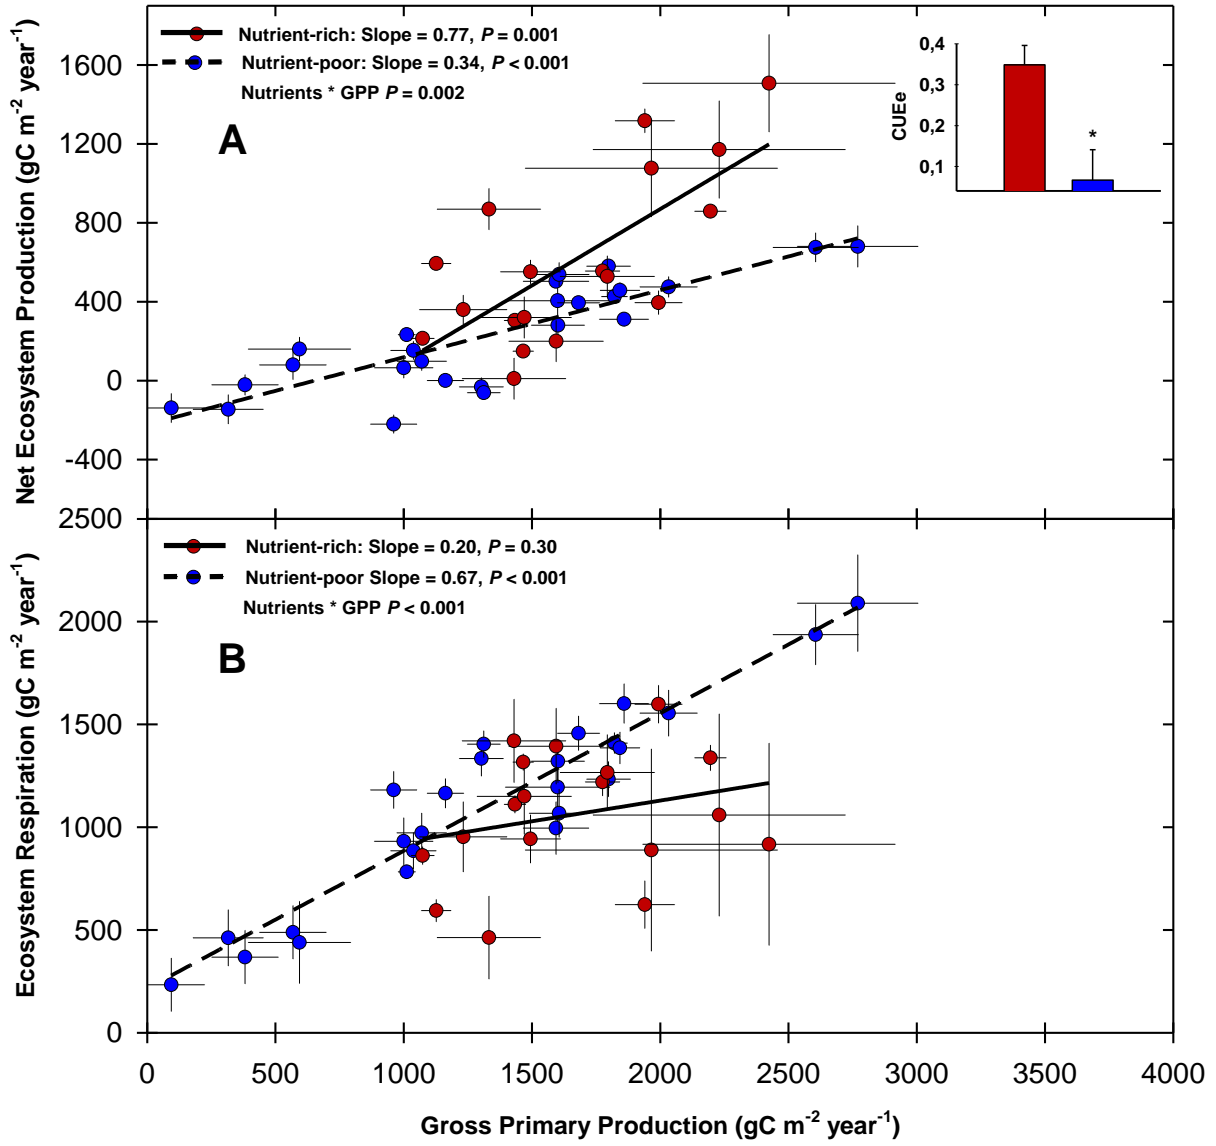 Nutrient-rich: Slope = 0.77, P = 0.001
Nutrient-poor: Slope = 0.34, P < 0.001
Nutrients * GPP P = 0.002
A
Net Ecosystem Production (gC m⁻² year⁻¹)
1600
1200
800
400
0
-400
CUEe
0,4
0,3
0,2
0,1
*
2500
Nutrient-rich: Slope = 0.20, P = 0.30
Nutrient-poor Slope = 0.67, P < 0.001
Nutrients * GPP P < 0.001
B
Ecosystem Respiration (gC m⁻² year⁻¹)
2000
1500
1000
500
0
0 500 1000 1500 2000 2500 3000 3500 4000
Gross Primary Production (gC m⁻² year⁻¹)